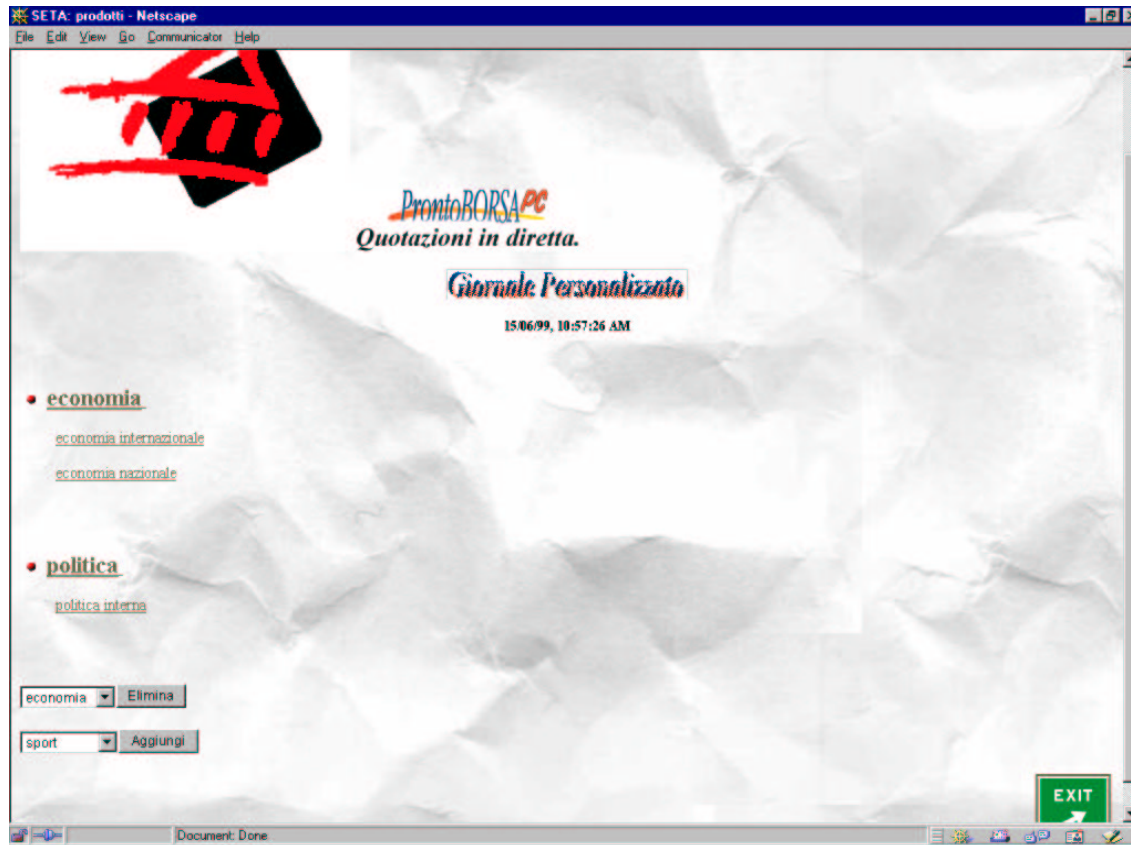 SETA: prodotti - Netscape
File Edit View Go Communicator Help
ProntoBORSAPC
Quotazioni in diretta.
Giornale Personalizzato
15/06/99, 10:57:26 AM
economia
economia internazionale
economia nazionale
politica
politica interna
economia Elimina
sport Aggiungi
EXIT
Document: Done